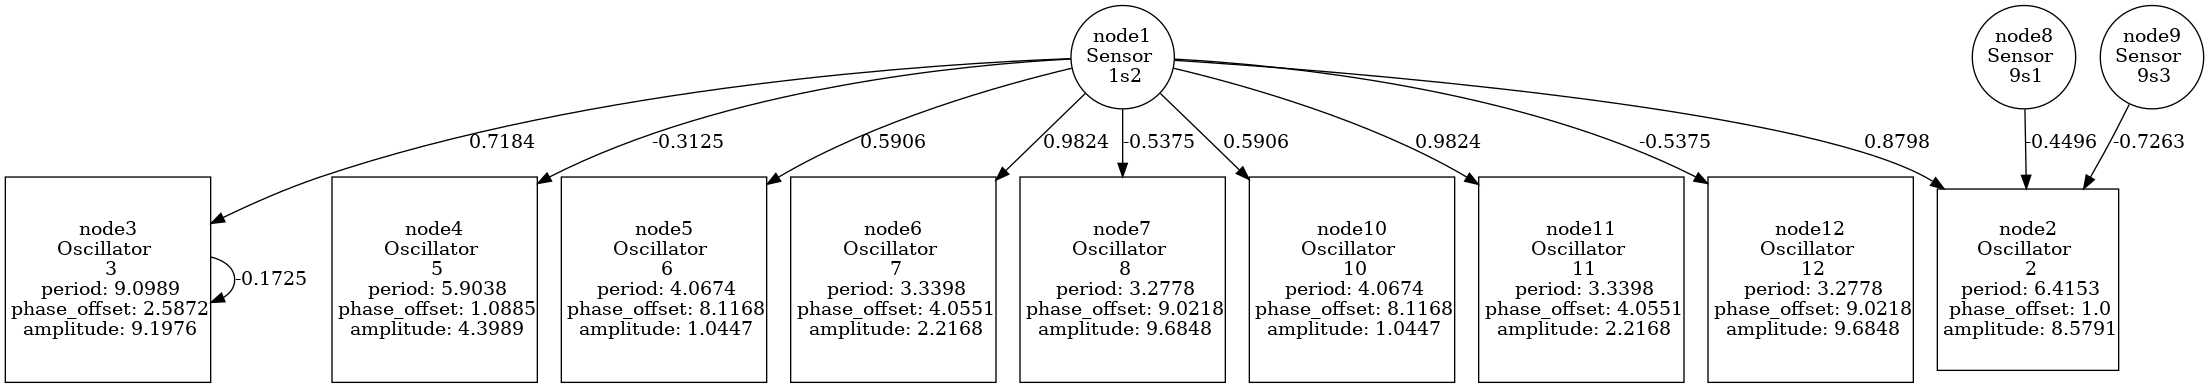 node1
Sensor
1s2
node8
Sensor
9s1
node9
Sensor
9s3
0.7184
-0.3125
0.5906
0.9824
-0.5375
0.5906
0.9824
-0.5375
0.8798
-0.4496
-0.7263
node3
Oscillator
3
period: 9.0989
phase_offset: 2.5872
amplitude: 9.1976
-0.1725
node4
Oscillator
5
period: 5.9038
phase_offset: 1.0885
amplitude: 4.3989
node5
Oscillator
6
period: 4.0674
phase_offset: 8.1168
amplitude: 1.0447
node6
Oscillator
7
period: 3.3398
phase_offset: 4.0551
amplitude: 2.2168
node7
Oscillator
8
period: 3.2778
phase_offset: 9.0218
amplitude: 9.6848
node10
Oscillator
10
period: 4.0674
phase_offset: 8.1168
amplitude: 1.0447
node11
Oscillator
11
period: 3.3398
phase_offset: 4.0551
amplitude: 2.2168
node12
Oscillator
12
period: 3.2778
phase_offset: 9.0218
amplitude: 9.6848
node2
Oscillator
2
period: 6.4153
phase_offset: 1.0
amplitude: 8.5791